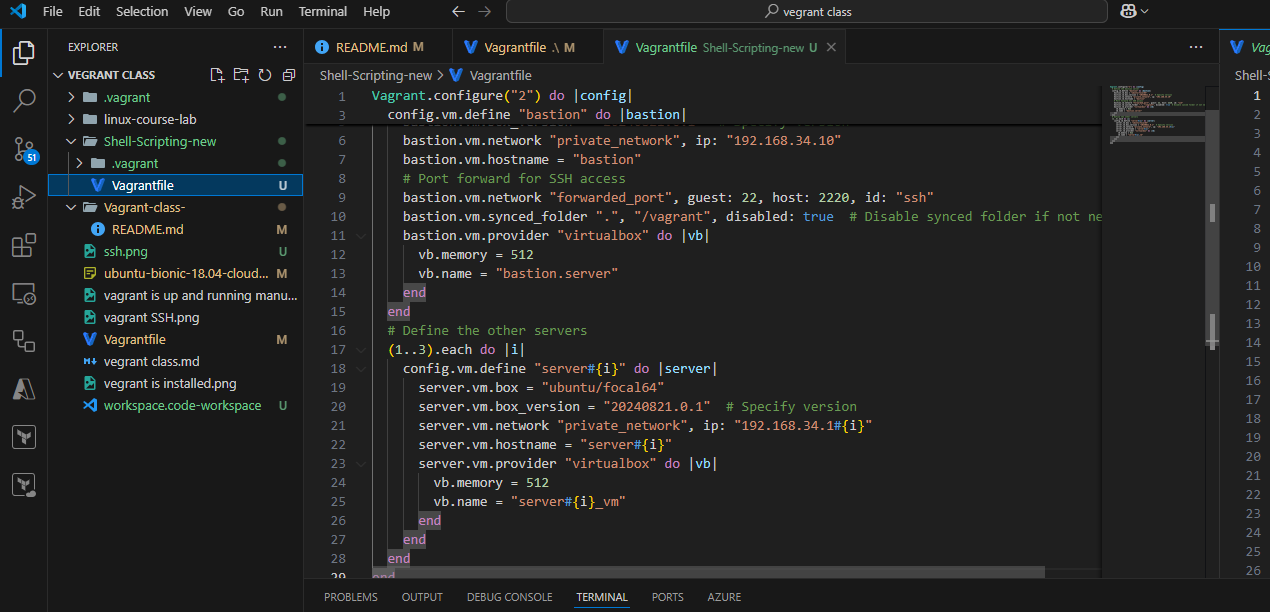 File Edit Selection View Go Run Terminal Help
vegrant class
EXPLORER
VEGRANT CLASS
.vagrant
linux-course-lab
Shell-Scripting-new
.vagrant
Vagrantfile U
Vagrant-class-
README.md M
ssh.png U
ubuntu-bionic-18.04-cloud... M
vagrant is up and running manu...
vagrant SSH.png
Vagrantfile M
vegrant class.md
vegrant is installed.png
workspace.code-workspace U
51
README.md M
Vagrantfile .\ M
Vagrantfile Shell-Scripting-new U
Shell-Scripting-new > Vagrantfile
1 Vagrant.configure("2") do |config|
3 config.vm.define "bastion" do |bastion|
6 bastion.vm.network "private_network", ip: "192.168.34.10"
7 bastion.vm.hostname = "bastion"
8 # Port forward for SSH access
9 bastion.vm.network "forwarded_port", guest: 22, host: 2220, id: "ssh"
10 bastion.vm.synced_folder ".", "/vagrant", disabled: true # Disable synced folder if not ne
11 bastion.vm.provider "virtualbox" do |vb|
12 vb.memory = 512
13 vb.name = "bastion.server"
14 end
15 end
16 # Define the other servers
17 (1..3).each do |i|
18 config.vm.define "server#{i}" do |server|
19 server.vm.box = "ubuntu/focal64"
20 server.vm.box_version = "20240821.0.1" # Specify version
21 server.vm.network "private_network", ip: "192.168.34.1#{i}"
22 server.vm.hostname = "server#{i}"
23 server.vm.provider "virtualbox" do |vb|
24 vb.memory = 512
25 vb.name = "server#{i}_vm"
26 end
27 end
28 end
29 end
Vag
Shell-S
1
2
3
4
5
6
7
8
9
10
11
12
13
14
15
16
17
18
19
20
21
22
23
24
25
26
PROBLEMS OUTPUT DEBUG CONSOLE TERMINAL PORTS AZURE